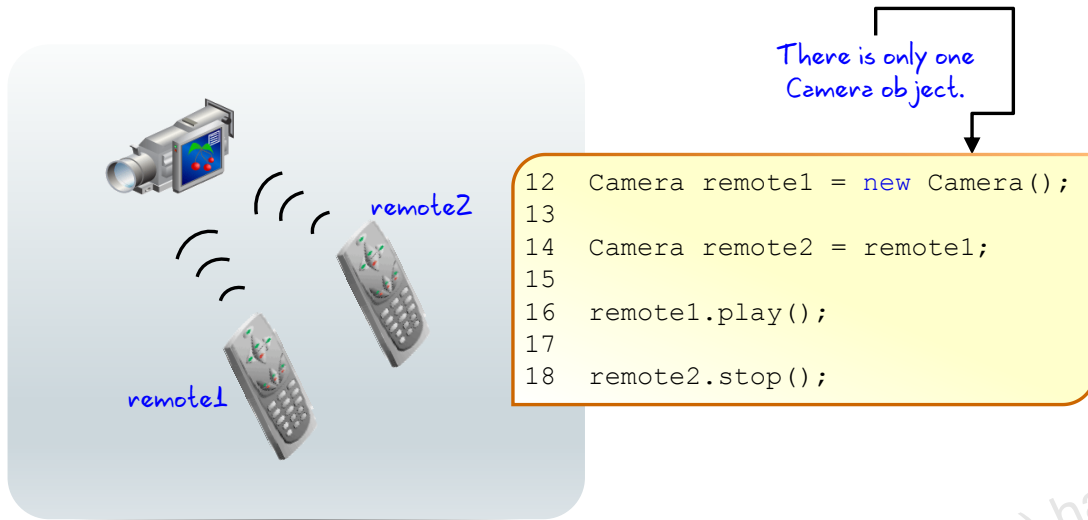 There is only one
Camera object.
remote2
remote1
12 Camera remote1 = new Camera();
13
14 Camera remote2 = remote1;
15
16 remote1.play();
17
18 remote2.stop();